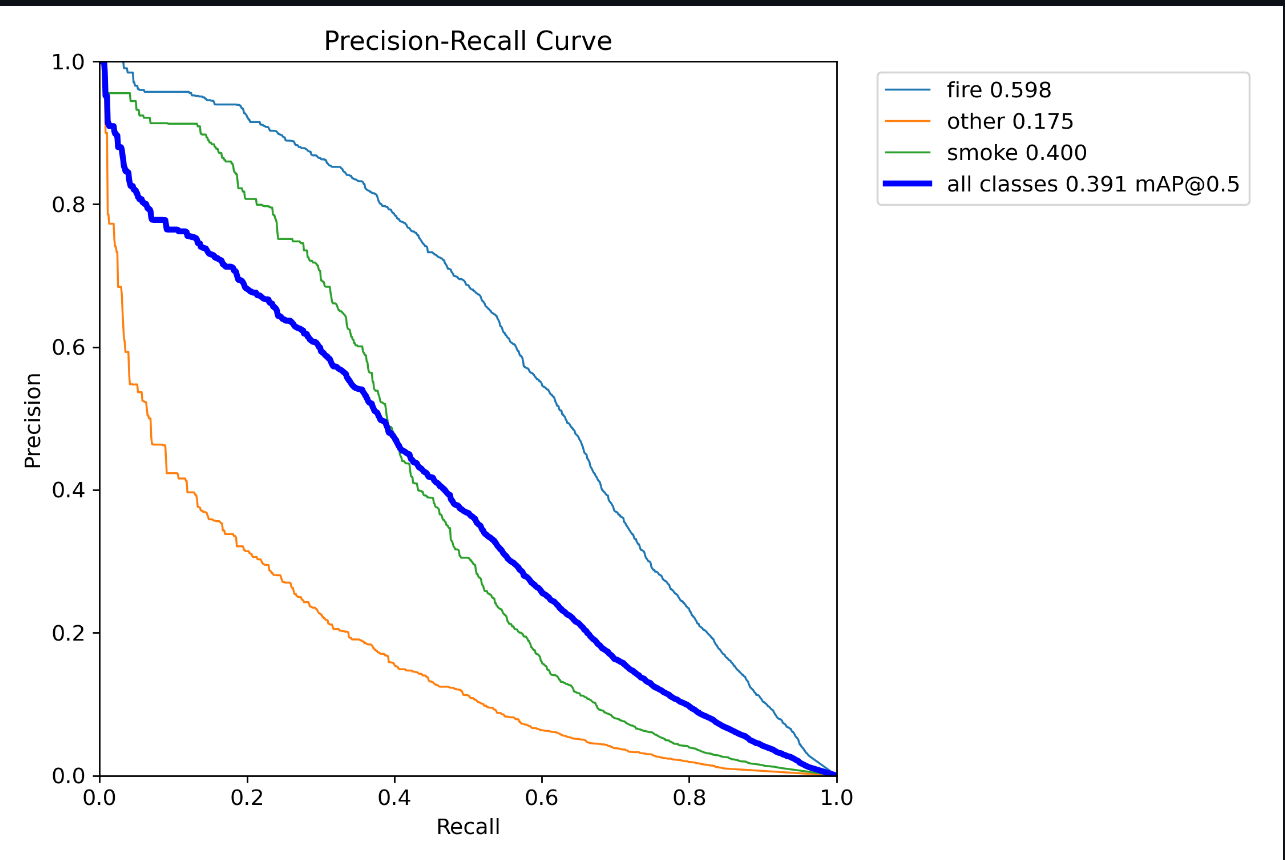 Precision-Recall Curve
fire 0.598
other 0.175
smoke 0.400
all classes 0.391 mAP@0.5
Precision
1.0
0.8
0.6
0.4
0.2
0.0
0.0 0.2 0.4 0.6 0.8 1.0
Recall